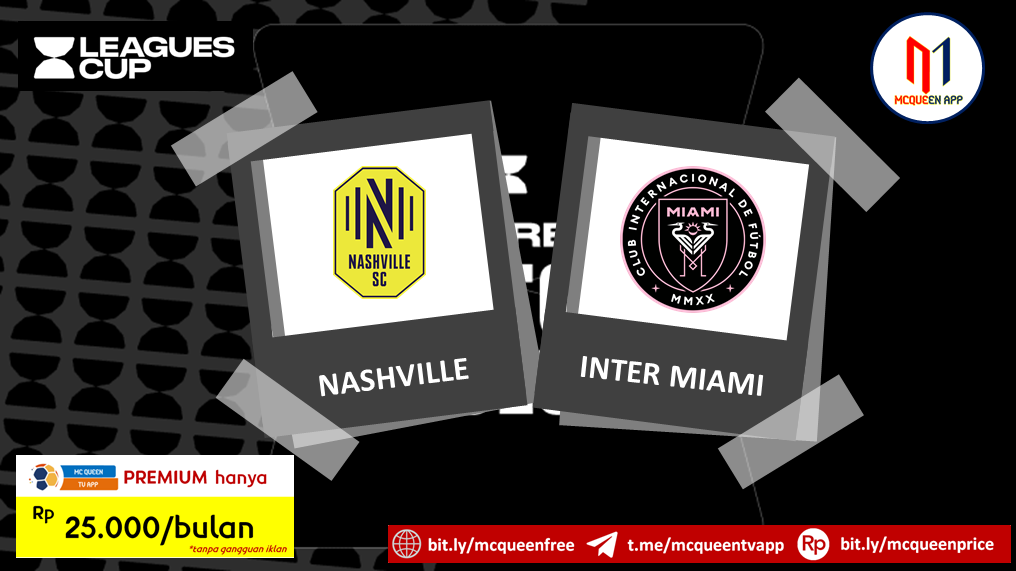 LEAGUES
CUP
MCQUEEN APP
NASHVILLE
SC
CLUB INTERNACIONAL DE FÚTBOL
MIAMI
MMXX
RE
NASHVILLE
INTER MIAMI
MC QUEEN
TV APP
PREMIUM hanya
Rp 25.000/bulan
*tanpa gangguan iklan
bit.ly/mcqueenfree
t.me/mcqueentvapp
Rp
bit.ly/mcqueenprice